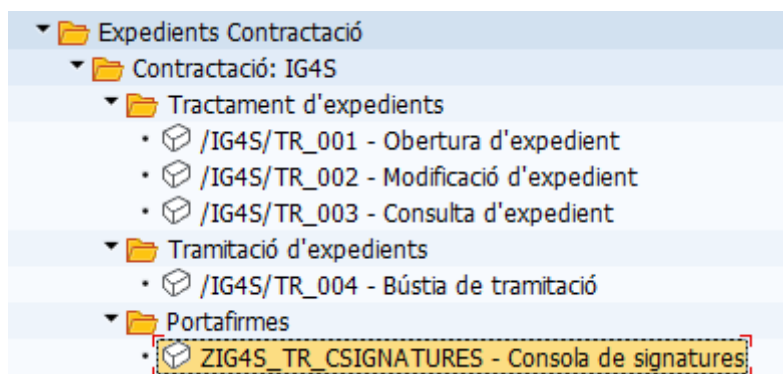 Expedients Contractació
Contractació: IG4S
Tractament d'expedients
/IG4S/TR_001 - Obertura d'expedient
/IG4S/TR_002 - Modificació d'expedient
/IG4S/TR_003 - Consulta d'expedient
Tramitació d'expedients
/IG4S/TR_004 - Bústia de tramitació
Portafirmes
ZIG4S_TR_CSIGNATURES - Consola de signatures